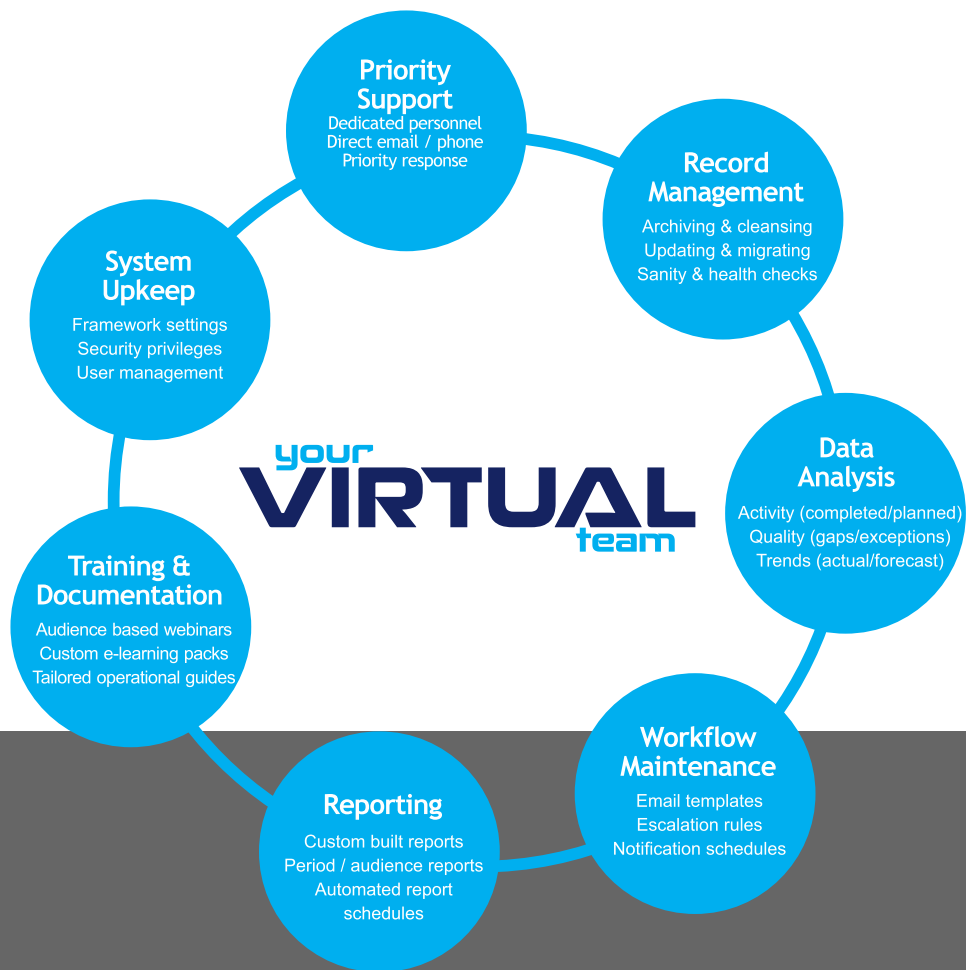 Priority
Support
Dedicated personnel
Direct email / phone
Priority response
Record
Management
Archiving & cleansing
Updating & migrating
Sanity & health checks
System
Upkeep
Framework settings
Security privileges
User management
your
VIRTUAL
team
Data
Analysis
Activity (completed/planned)
Quality (gaps/exceptions)
Trends (actual/forecast)
Training &
Documentation
Audience based webinars
Custom e-learning packs
Tailored operational guides
Workflow
Maintenance
Email templates
Escalation rules
Notification schedules
Reporting
Custom built reports
Period / audience reports
Automated report
schedules